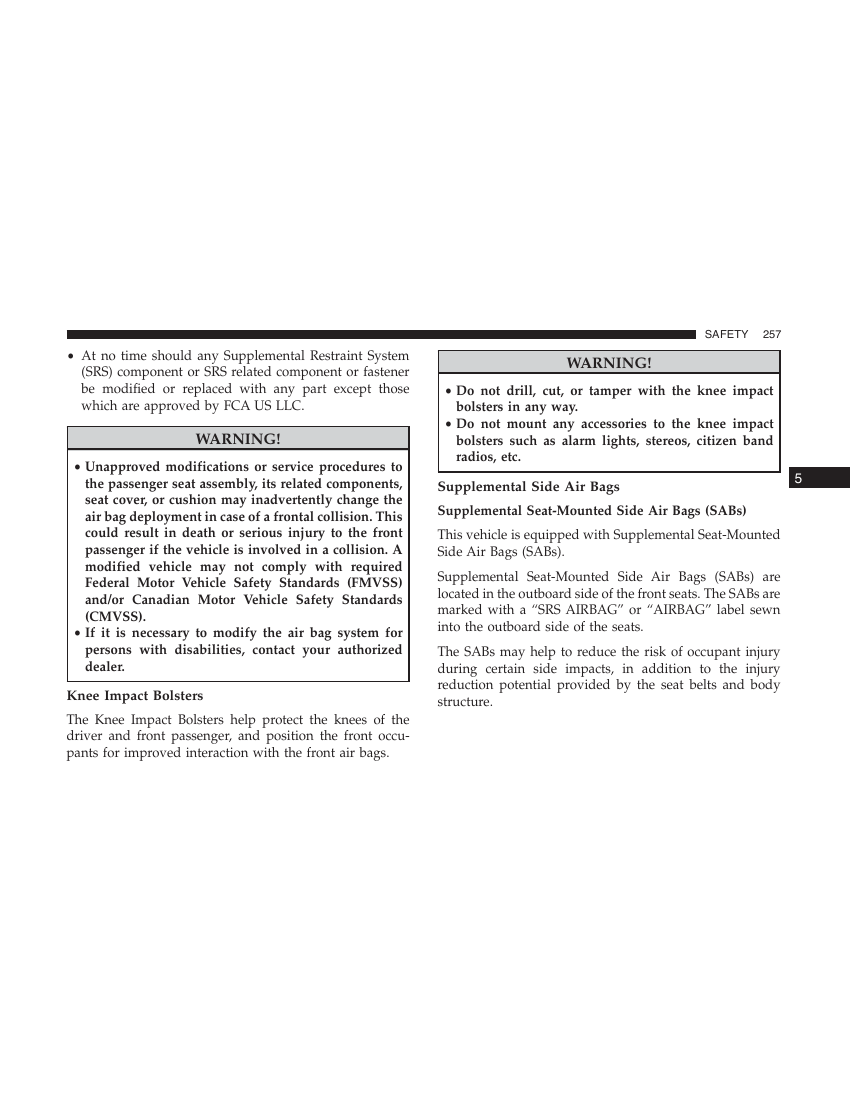 SAFETY 257
• At no time should any Supplemental Restraint System
(SRS) component or SRS related component or fastener
be modified or replaced with any part except those
which are approved by FCA US LLC.
WARNING!
• Unapproved modifications or service procedures to
the passenger seat assembly, its related components,
seat cover, or cushion may inadvertently change the
air bag deployment in case of a frontal collision. This
could result in death or serious injury to the front
passenger if the vehicle is involved in a collision. A
modified vehicle may not comply with required
Federal Motor Vehicle Safety Standards (FMVSS)
and/or Canadian Motor Vehicle Safety Standards
(CMVSS).
• If it is necessary to modify the air bag system for
persons with disabilities, contact your authorized
dealer.
Knee Impact Bolsters
The Knee Impact Bolsters help protect the knees of the
driver and front passenger, and position the front occu-
pants for improved interaction with the front air bags.
WARNING!
• Do not drill, cut, or tamper with the knee impact
bolsters in any way.
• Do not mount any accessories to the knee impact
bolsters such as alarm lights, stereos, citizen band
radios, etc.
Supplemental Side Air Bags
Supplemental Seat-Mounted Side Air Bags (SABs)
This vehicle is equipped with Supplemental Seat-Mounted
Side Air Bags (SABs).
Supplemental Seat-Mounted Side Air Bags (SABs) are
located in the outboard side of the front seats. The SABs are
marked with a “SRS AIRBAG” or “AIRBAG” label sewn
into the outboard side of the seats.
The SABs may help to reduce the risk of occupant injury
during certain side impacts, in addition to the injury
reduction potential provided by the seat belts and body
structure.
5